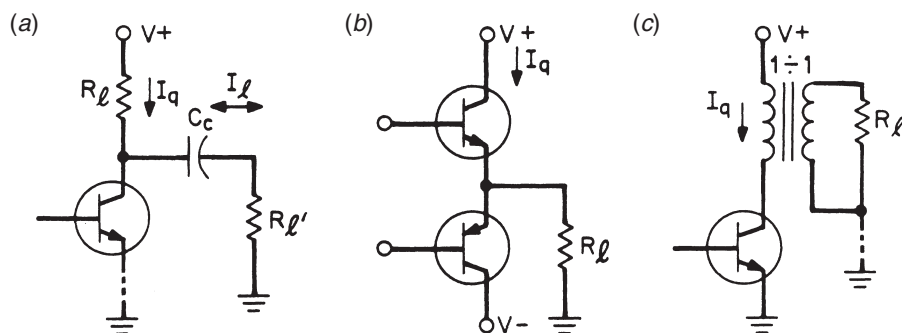 (a)
V+
Rℓ
Iq
Iℓ
Cc
Rℓ'
(b)
V+
Iq
Rℓ
V-
(c)
V+
1÷1
Iq
Rℓ